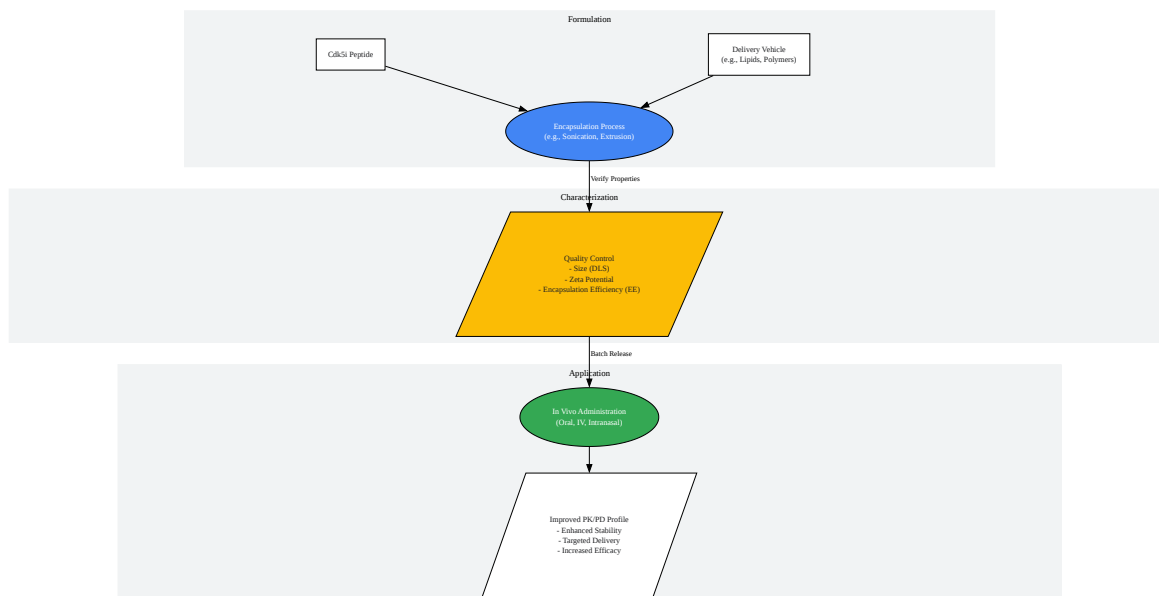 Formulation
Cdk5i Peptide
Delivery Vehicle
(e.g., Lipids, Polymers)
Encapsulation Process
(e.g., Sonication, Extrusion)
Verify Properties
Characterization
Quality Control
- Size (DLS)
- Zeta Potential
- Encapsulation Efficiency (EE)
Batch Release
Application
In Vivo Administration
(Oral, IV, Intranasal)
Improved PK/PD Profile
- Enhanced Stability
- Targeted Delivery
- Increased Efficacy